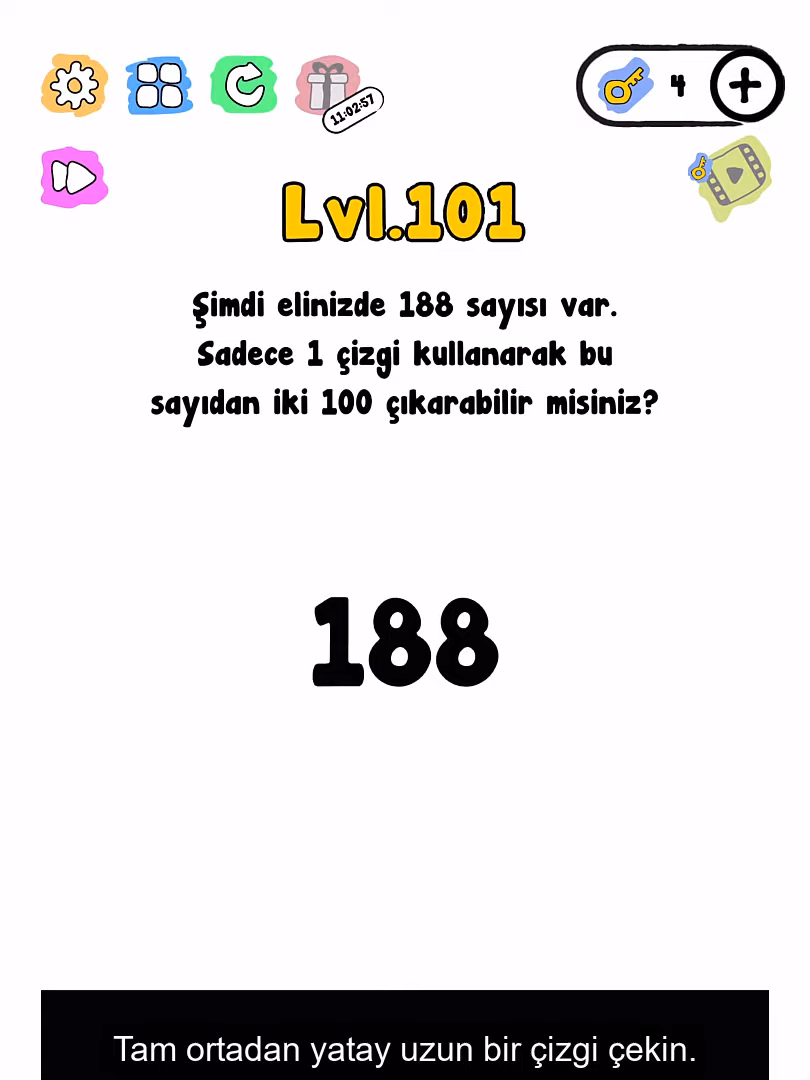 11:02:57
4
Lvl.101
Şimdi elinizde 188 sayısı var.
Sadece 1 çizgi kullanarak bu
sayıdan iki 100 çıkarabilir misiniz?
188
Tam ortadan yatay uzun bir çizgi çekin.